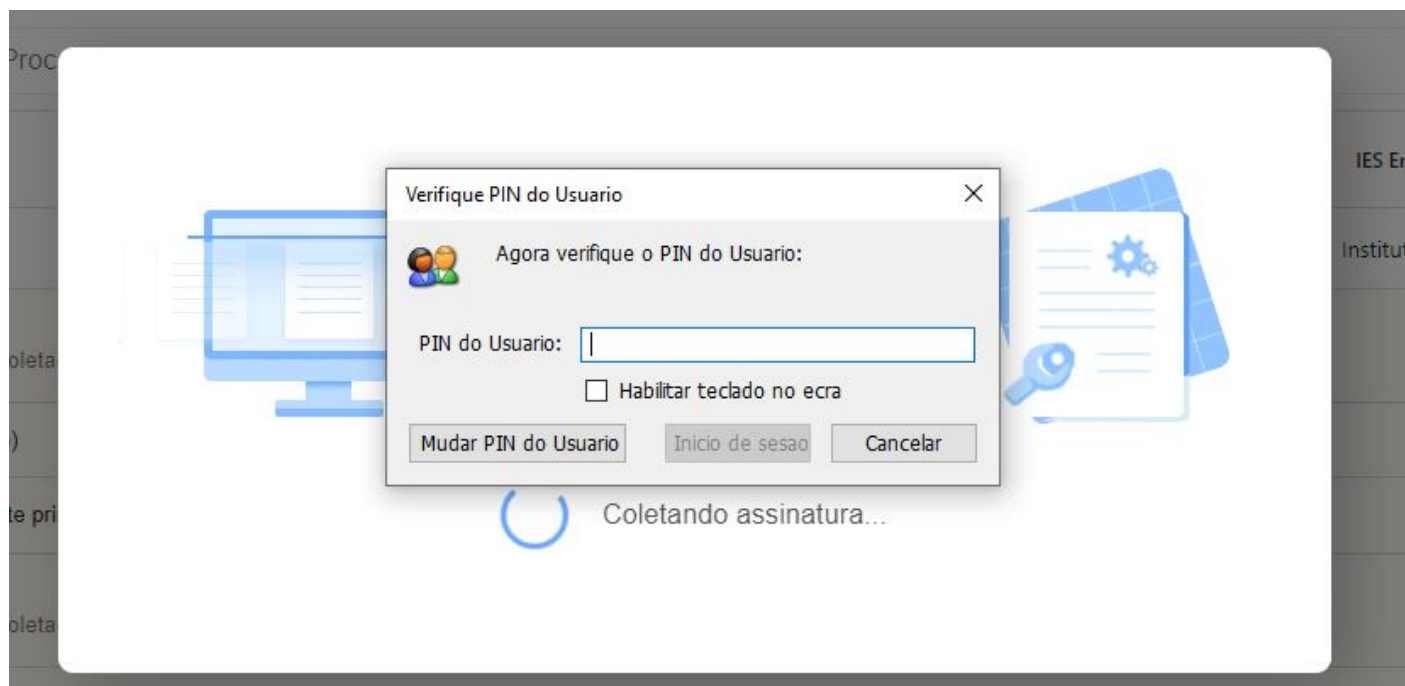 Proc
IES
Institu
oleta
)
te pri
oleta
Verifique PIN do Usuario
Agora verifique o PIN do Usuario:
PIN do Usuario:
Habilitar teclado no ecra
Mudar PIN do Usuario
Inicio de sesao
Cancelar
Coletando assinatura...